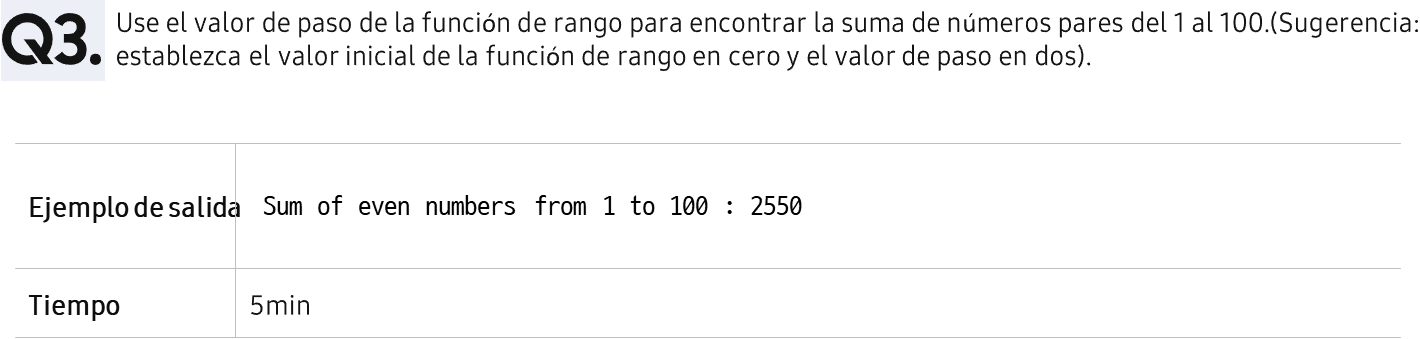 Q3.
Use el valor de paso de la función de rango para encontrar la suma de números pares del 1 al 100.(Sugerencia:
establezca el valor inicial de la función de rango en cero y el valor de paso en dos).
Ejemplo de salida
Sum of even numbers from 1 to 100 : 2550
Tiempo
5min